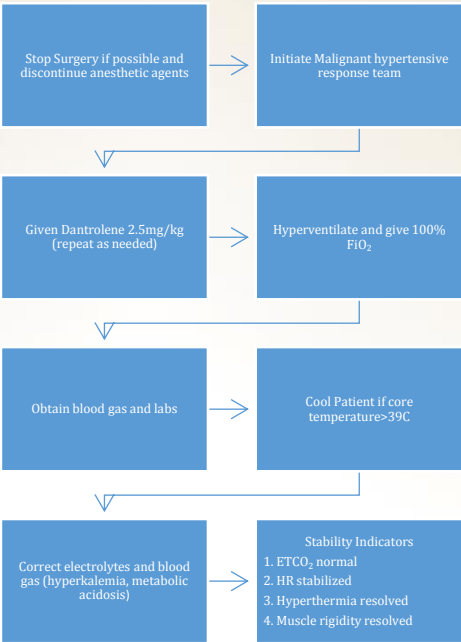 Stop Surgery if possible and
discontinue anesthetic agents
Initiate Malignant hypertensive
response team
Given Dantrolene 2.5mg/kg
(repeat as needed)
Hyperventilate and give 100%
FiO₂
Obtain blood gas and labs
Cool Patient if core
temperature>39C
Correct electrolytes and blood
gas (hyperkalemia, metabolic
acidosis)
Stability Indicators
1. ETCO₂ normal
2. HR stabilized
3. Hyperthermia resolved
4. Muscle rigidity resolved